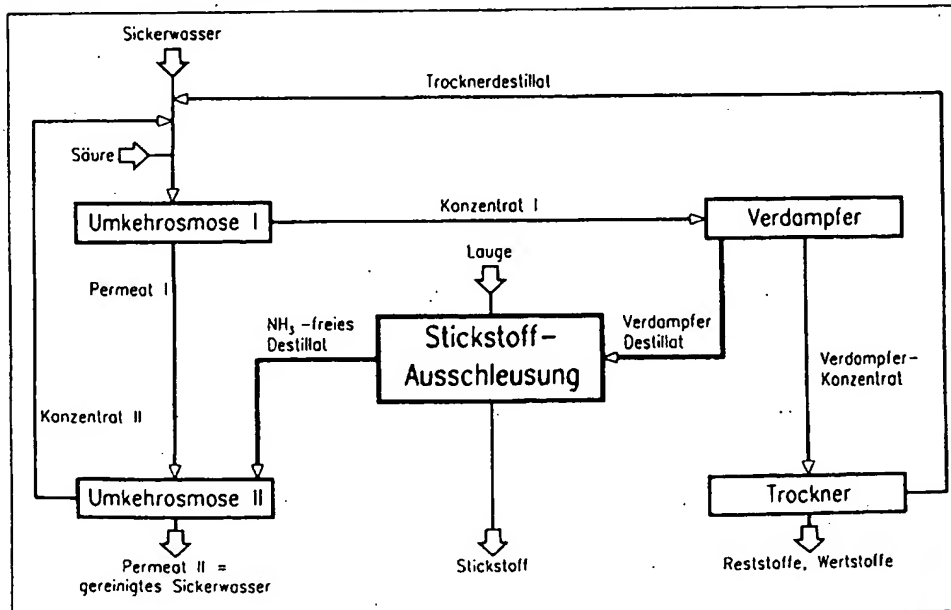 Sickerwasser
Trocknerdestillat
Säure
Umkehrosmose I
Konzentrat I
Verdampfer
Lauge
Permeat I
NH₃-freies
Destillat
Stickstoff-
Ausschleusung
Verdampfer
Destillat
Verdampfer-
Konzentrat
Konzentrat II
Umkehrosmose II
Trockner
Permeat II =
gereinigtes Sickerwasser
Stickstoff
Reststoffe, Wertstoffe